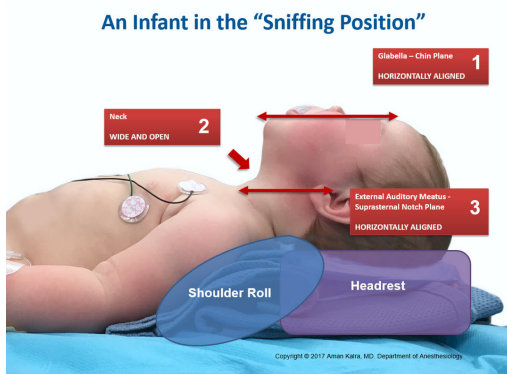 An Infant in the “Sniffing Position”
Glabella – Chin Plane
1
HORIZONTALLY ALIGNED
Neck
2
WIDE AND OPEN
External Auditory Meatus -
Suprasternal Notch Plane
3
HORIZONTALLY ALIGNED
Shoulder Roll
Headrest
Copyright © 2017 Aman Kalra, MD. Department of Anesthesiology